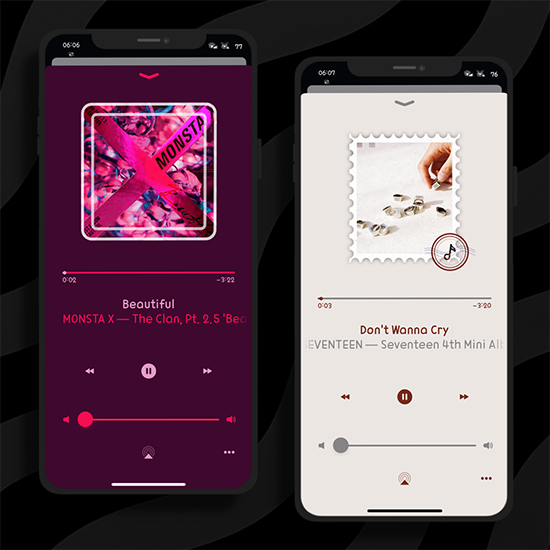 06:06
77
MONSTA
0:02
-3:22
Beautiful
MONSTA X — The Clan, Pt. 2.5 'Bea
06:07
76
0:03
-3:20
Don't Wanna Cry
EVENTEEN — Seventeen 4th Mini Alb